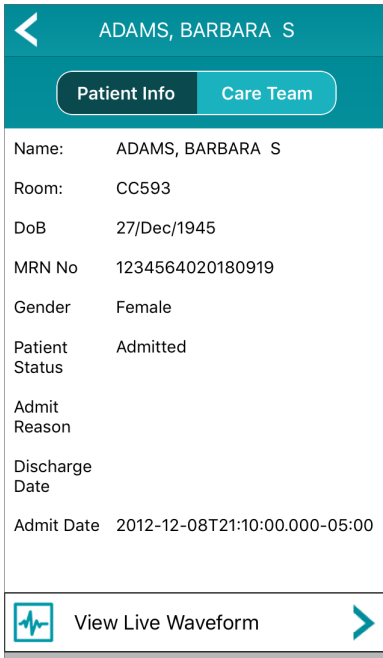 ADAMS, BARBARA  S
Patient Info Care Team
Name: ADAMS, BARBARA  S
Room: CC593
DoB 27/Dec/1945
MRN No 1234564020180919
Gender Female
Patient Status Admitted
Admit Reason
Discharge Date
Admit Date 2012-12-08T21:10:00.000-05:00
View Live Waveform